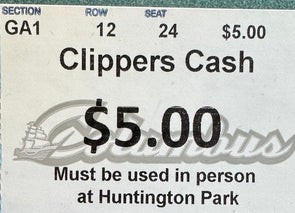 SECTION ROW SEAT
GA1 12 24 $5.00
Clippers Cash
$5.00
Columbus
Must be used in person
at Huntington Park